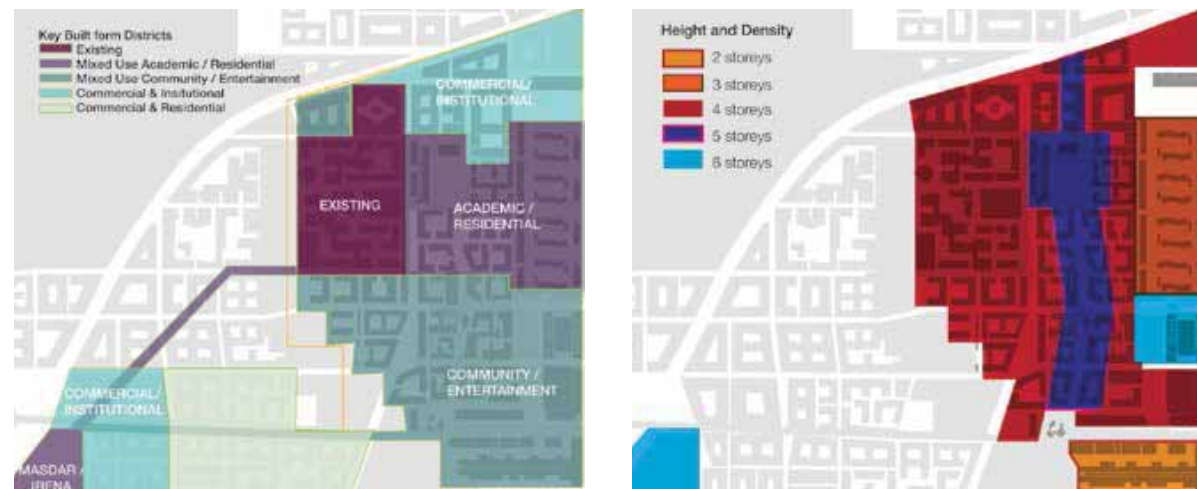 Key Built form Districts
Existing
Mixed Use Academic / Residential
Mixed Use Community / Entertainment
Commercial & Insitutional
Commercial & Residential
COMMERCIAL/
INSTITUTIONAL
EXISTING
ACADEMIC /
RESIDENTIAL
COMMUNITY /
ENTERTAINMENT
COMMERCIAL/
INSTITUTIONAL
MASDAR /
IRENA
Height and Density
2 storeys
3 storeys
4 storeys
5 storeys
6 storeys